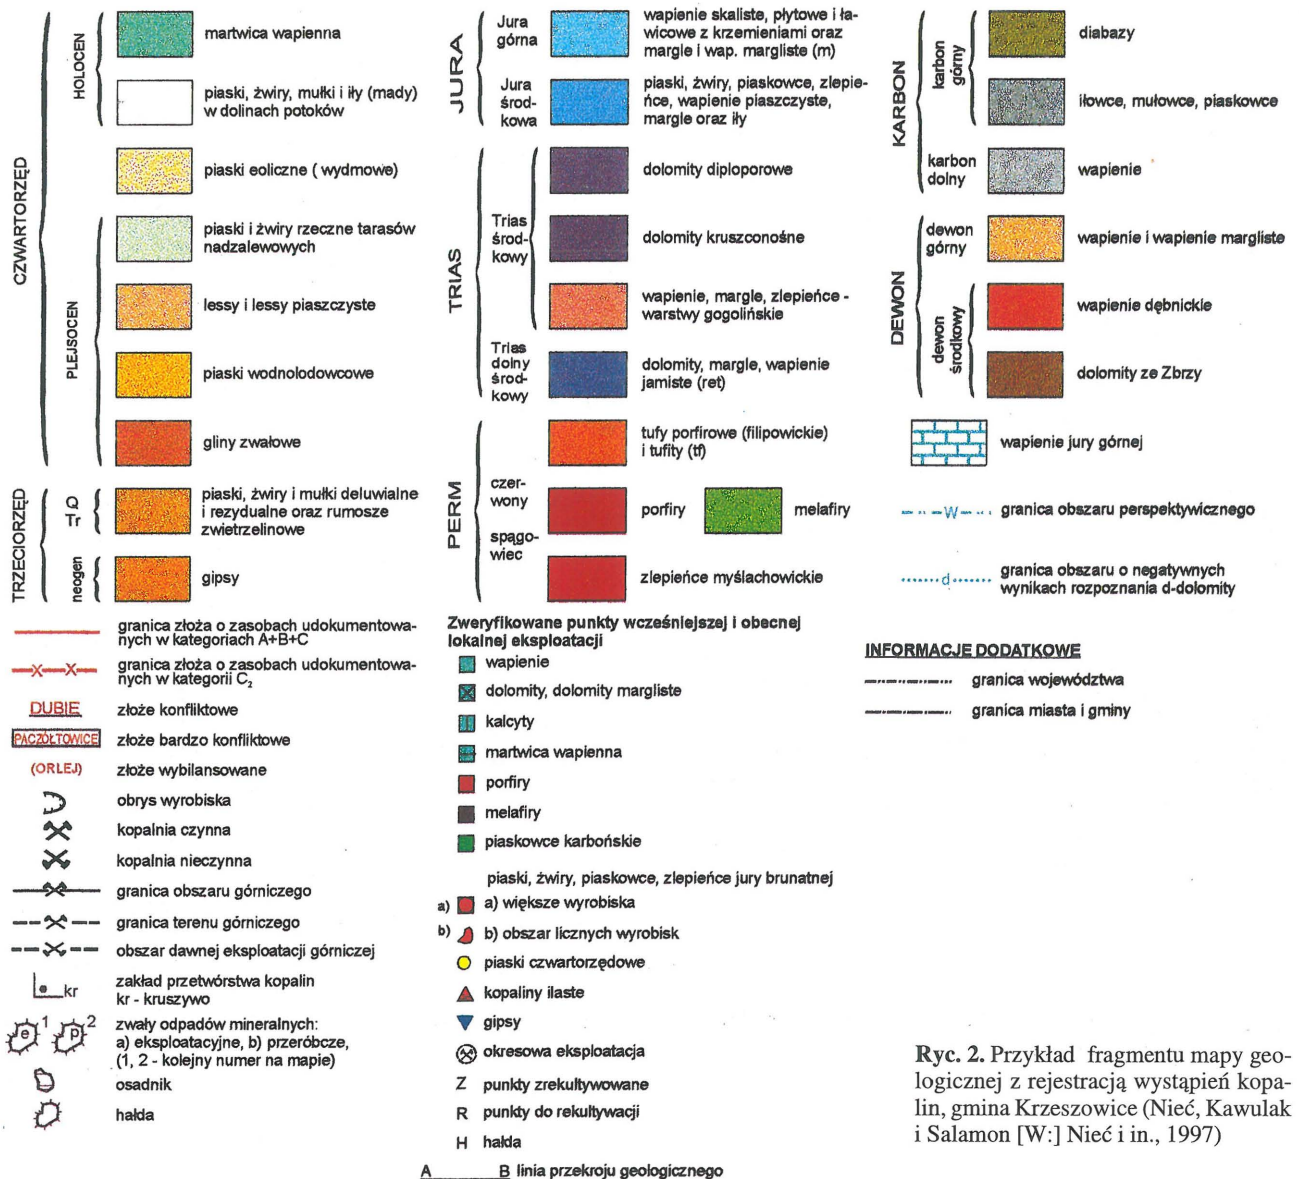 CZWARTORZĘD
HOLOCEN
martwica wapienna
piaski, żwiry, mułki i iły (mady)
w dolinach potoków
piaski eoliczne ( wydmowe)
PLEJSOCEN
piaski i żwiry rzeczne tarasów
nadzalewowych
lessy i lessy piaszczyste
piaski wodnolodowcowe
gliny zwałowe
TRZECIORZĘD
Q
Tr
piaski, żwiry i mułki deluwialne
i rezydualne oraz rumosze
zwietrzelinowe
neogen
gipsy
JURA
Jura
górna
wapienie skaliste, płytowe i ła-
wicowe z krzemieniami oraz
margle i wap. margliste (m)
Jura
środ-
kowa
piaski, żwiry, piaskowce, zlepie-
ńce, wapienie piaszczyste,
margle oraz iły
TRIAS
Trias
środ-
kowy
dolomity diploporowe
dolomity kruszconośne
wapienie, margle, zlepieńce -
warstwy gogolińskie
Trias
dolny
środ-
kowy
dolomity, margle, wapienie
jamiste (ret)
PERM
czer-
wony
spągo-
wiec
tufy porfirowe (filipowickie)
i tufity (tf)
porfiry
melafiry
zlepieńce myślachowickie
KARBON
karbon
górny
diabazy
iłowce, mułowce, piaskowce
karbon
dolny
wapienie
DEWON
dewon
górny
wapienie i wapienie margliste
dewon
środkowy
wapienie dębnickie
dolomity ze Zbrzy
wapienie jury górnej
W
granica obszaru perspektywicznego
d
granica obszaru o negatywnych
wynikach rozpoznania d-dolomity
granica złoża o zasobach udokumentowa-
nych w kategoriach A+B+C
X X
granica złoża o zasobach udokumentowa-
nych w kategorii C₂
DUBIE
złoże konfliktowe
PACZÓŁTOWICE
złoże bardzo konfliktowe
(ORLEJ)
złoże wybilansowane
obrys wyrobiska
kopalnia czynna
kopalnia nieczynna
granica obszaru górniczego
granica terenu górniczego
obszar dawnej eksploatacji górniczej
kr
zakład przetwórstwa kopalin
kr - kruszywo
e 1 p 2
zwały odpadów mineralnych:
a) eksploatacyjne, b) przeróbcze,
(1, 2 - kolejny numer na mapie)
osadnik
hałda
Zweryfikowane punkty wcześniejszej i obecnej
lokalnej eksploatacji
wapienie
dolomity, dolomity margliste
kalcyty
martwica wapienna
porfiry
melafiry
piaskowce karbońskie
piaski, żwiry, piaskowce, zlepieńce jury brunatnej
a) a) większe wyrobiska
b) b) obszar licznych wyrobisk
piaski czwartorzędowe
kopaliny ilaste
gipsy
okresowa eksploatacja
Z punkty zrekultywowane
R punkty do rekultywacji
H hałda
A B linia przekroju geologicznego
INFORMACJE DODATKOWE
granica województwa
granica miasta i gminy
Ryc. 2. Przykład fragmentu mapy geo-
logicznej z rejestracją wystąpień kopa-
lin, gmina Krzeszowice (Nieć, Kawulak
i Salamon [W:] Nieć i in., 1997)